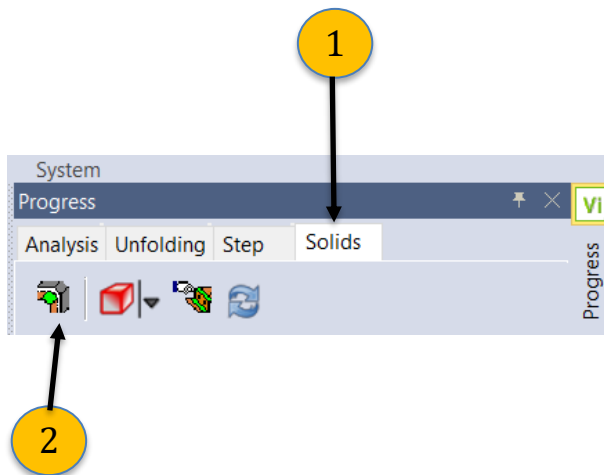 1
System
Progress
Vi
Analysis Unfolding Step Solids
Progress
2